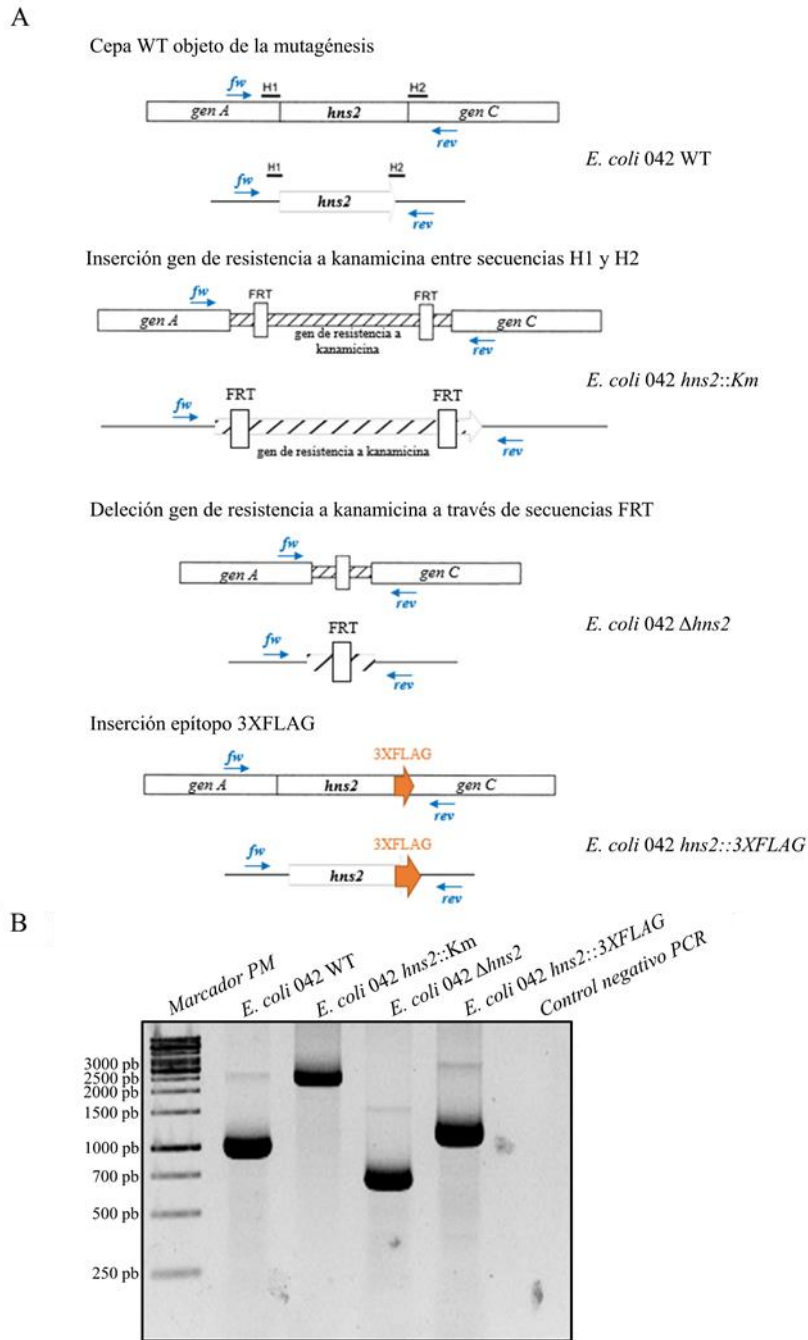 A
Cepa WT objeto de la mutagénesis
fw H1 H2
gen A hns2 gen C
rev
E. coli 042 WT
fw H1 H2
hns2
rev
Inserción gen de resistencia a kanamicina entre secuencias H1 y H2
fw FRT FRT
gen A gen de resistencia a kanamicina gen C
rev
E. coli 042 hns2::Km
FRT FRT
fw
gen de resistencia a kanamicina
rev
Deleción gen de resistencia a kanamicina a través de secuencias FRT
fw
gen A gen C
rev
E. coli 042 Δhns2
FRT
fw
rev
Inserción epítopo 3XFLAG
fw 3XFLAG
gen A hns2 gen C
rev
E. coli 042 hns2::3XFLAG
3XFLAG
fw
hns2
rev
B
Marcador PM
E. coli 042 WT
E. coli 042 hns2::Km
E. coli 042 Δhns2
E. coli 042 hns2::3XFLAG
Control negativo PCR
3000 pb
2500 pb
2000 pb
1500 pb
1000 pb
700 pb
500 pb
250 pb